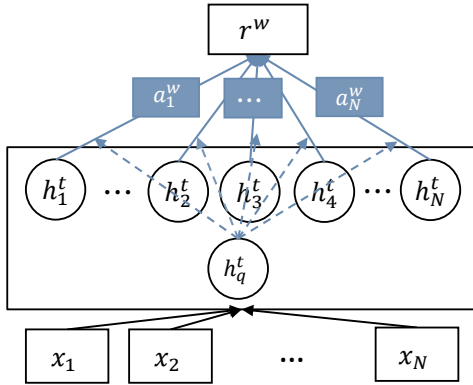 r^w
a_1^w ... a_N^w
h_1^t ... h_2^t h_3^t h_4^t ... h_N^t
h_q^t
x_1 x_2 ... x_N